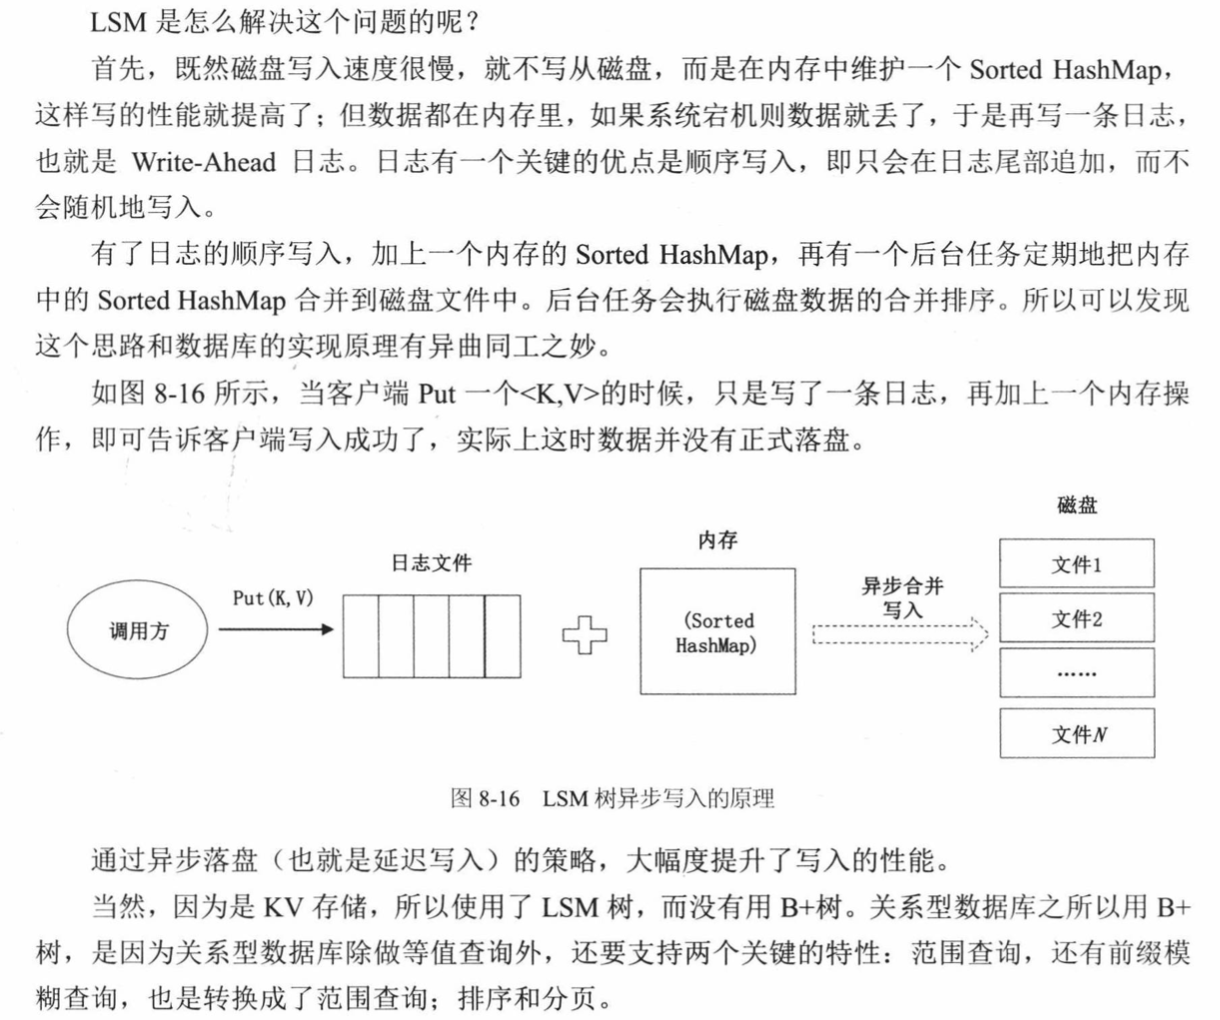 LSM 是怎么解决这个问题的呢？
首先，既然磁盘写入速度很慢，就不写从磁盘，而是在内存中维护一个 Sorted HashMap，
这样写的性能就提高了；但数据都在内存里，如果系统宕机则数据就丢了，于是再写一条日志，
也就是 Write-Ahead 日志。日志有一个关键的优点是顺序写入，即只会在日志尾部追加，而不
会随机地写入。
有了日志的顺序写入，加上一个内存的 Sorted HashMap，再有一个后台任务定期地把内存
中的 Sorted HashMap 合并到磁盘文件中。后台任务会执行磁盘数据的合并排序。所以可以发现
这个思路和数据库的实现原理有异曲同工之妙。
如图 8-16 所示，当客户端 Put 一个<K,V>的时候，只是写了一条日志，再加上一个内存操
作，即可告诉客户端写入成功了，实际上这时数据并没有正式落盘。
调用方
Put(K,V)
日志文件
内存
(Sorted
HashMap)
异步合并
写入
磁盘
文件1
文件2
……
文件N
图 8-16 LSM 树异步写入的原理
通过异步落盘（也就是延迟写入）的策略，大幅度提升了写入的性能。
当然，因为是 KV 存储，所以使用了 LSM 树，而没有用 B+树。关系型数据库之所以用 B+
树，是因为关系型数据库除做等值查询外，还要支持两个关键的特性：范围查询，还有前缀模
糊查询，也是转换成了范围查询；排序和分页。